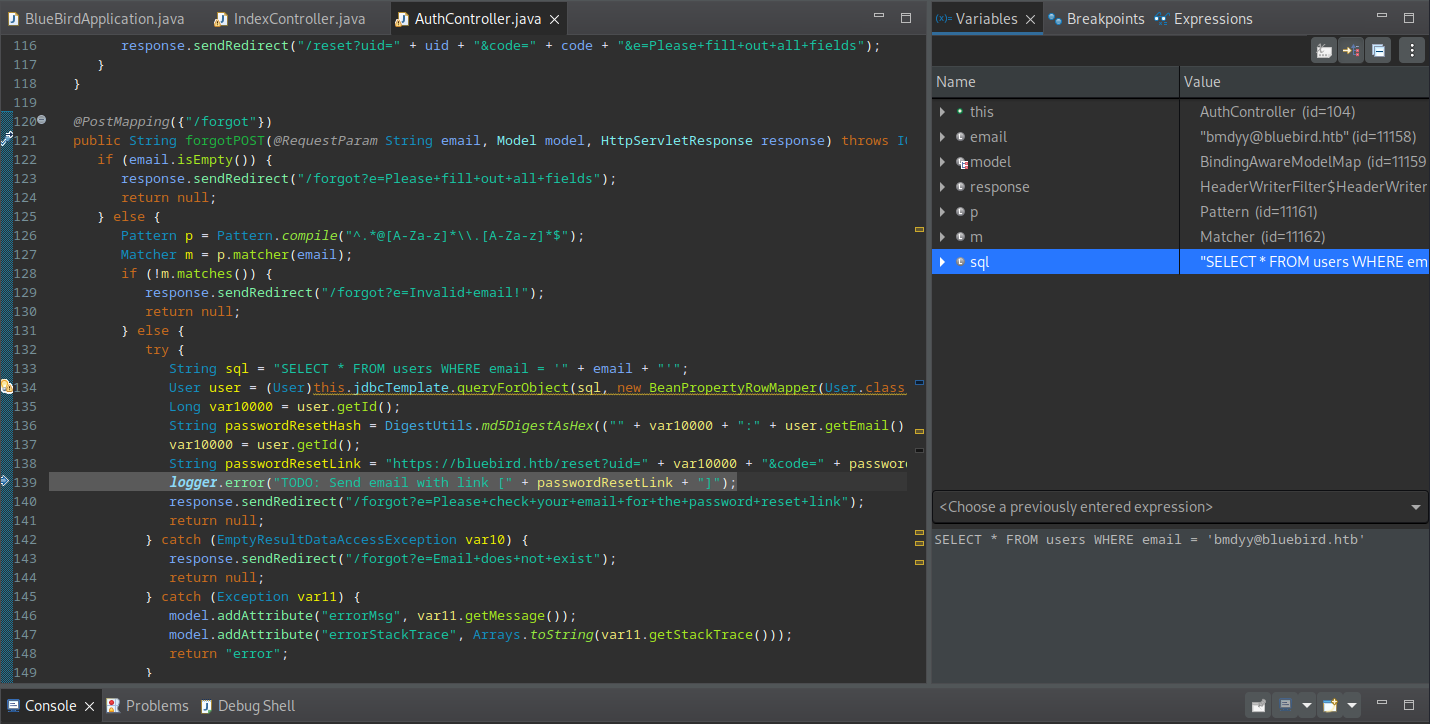 BlueBirdApplication.java IndexController.java AuthController.java
116 response.sendRedirect("/reset?uid=" + uid + "&code=" + code + "&e=Please+fill+out+all+fields");
117 }
118 }
119
120 @PostMapping({"/forgot"})
121 public String forgotPOST(@RequestParam String email, Model model, HttpServletResponse response) throws
122 if (email.isEmpty()) {
123 response.sendRedirect("/forgot?e=Please+fill+out+all+fields");
124 return null;
125 } else {
126 Pattern p = Pattern.compile("^.*@[A-Za-z]*\\.[A-Za-z]*$");
127 Matcher m = p.matcher(email);
128 if (!m.matches()) {
129 response.sendRedirect("/forgot?e=Invalid+email!");
130 return null;
131 } else {
132 try {
133 String sql = "SELECT * FROM users WHERE email = '" + email + "'";
134 User user = (User)this.jdbcTemplate.queryForObject(sql, new BeanPropertyRowMapper(User.class
135 Long var10000 = user.getId();
136 String passwordResetHash = DigestUtils.md5DigestAsHex(("" + var10000 + ":" + user.getEmail()
137 var10000 = user.getId();
138 String passwordResetLink = "https://bluebird.htb/reset?uid=" + var10000 + "&code=" + passwor
139 logger.error("TODO: Send email with link [" + passwordResetLink + "]");
140 response.sendRedirect("/forgot?e=Please+check+your+email+for+the+password+reset+link");
141 return null;
142 } catch (EmptyResultDataAccessException var10) {
143 response.sendRedirect("/forgot?e=Email+does+not+exist");
144 return null;
145 } catch (Exception var11) {
146 model.addAttribute("errorMsg", var11.getMessage());
147 model.addAttribute("errorStackTrace", Arrays.toString(var11.getStackTrace()));
148 return "error";
149 }
(x)= Variables Breakpoints Expressions
Name Value
this AuthController (id=104)
email "bmdyy@bluebird.htb" (id=11158)
model BindingAwareModelMap (id=11159
response HeaderWriterFilter$HeaderWriter
p Pattern (id=11161)
m Matcher (id=11162)
sql "SELECT * FROM users WHERE em
<Choose a previously entered expression>
SELECT * FROM users WHERE email = 'bmdyy@bluebird.htb'
Console Problems Debug Shell